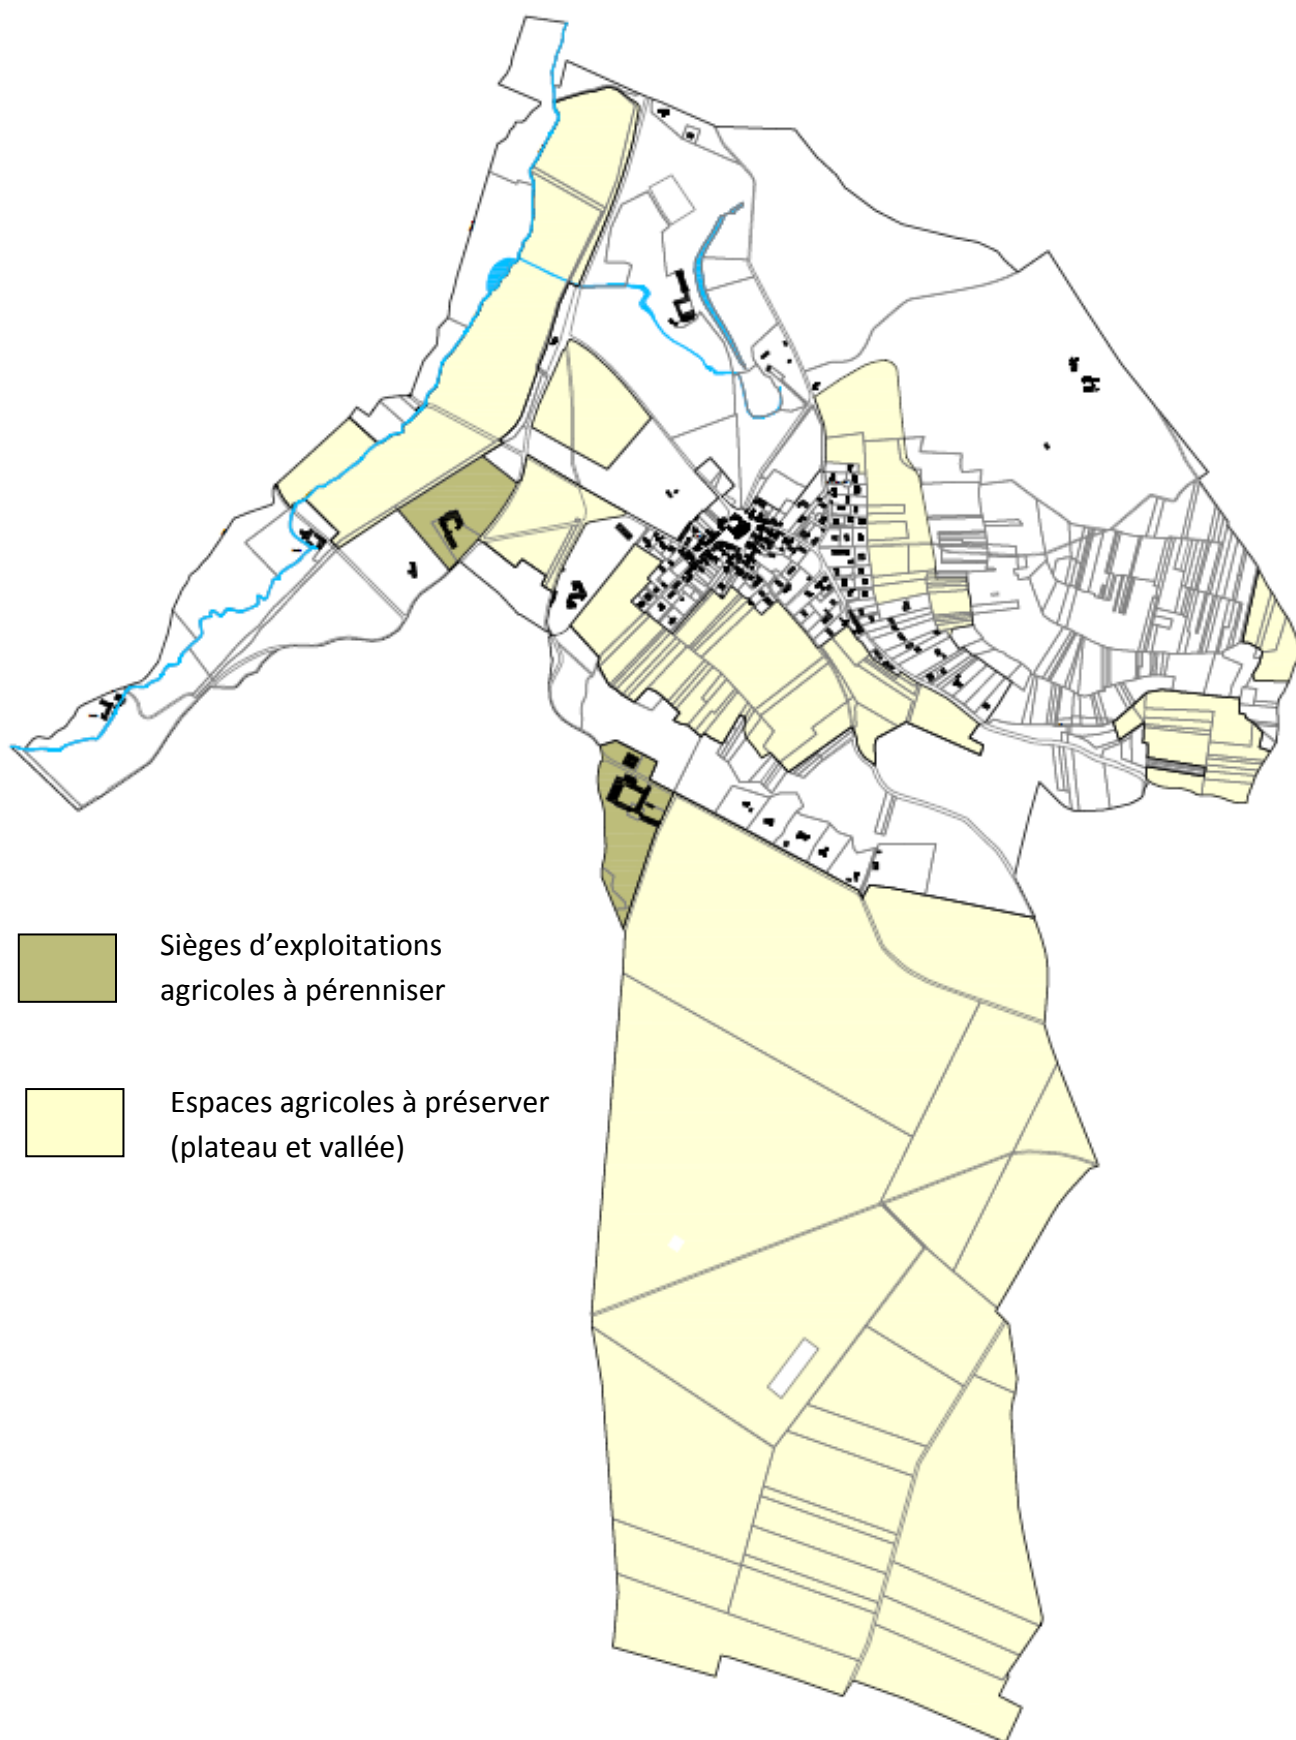 Sièges d’exploitations
agricoles à pérenniser
Espaces agricoles à préserver
(plateau et vallée)